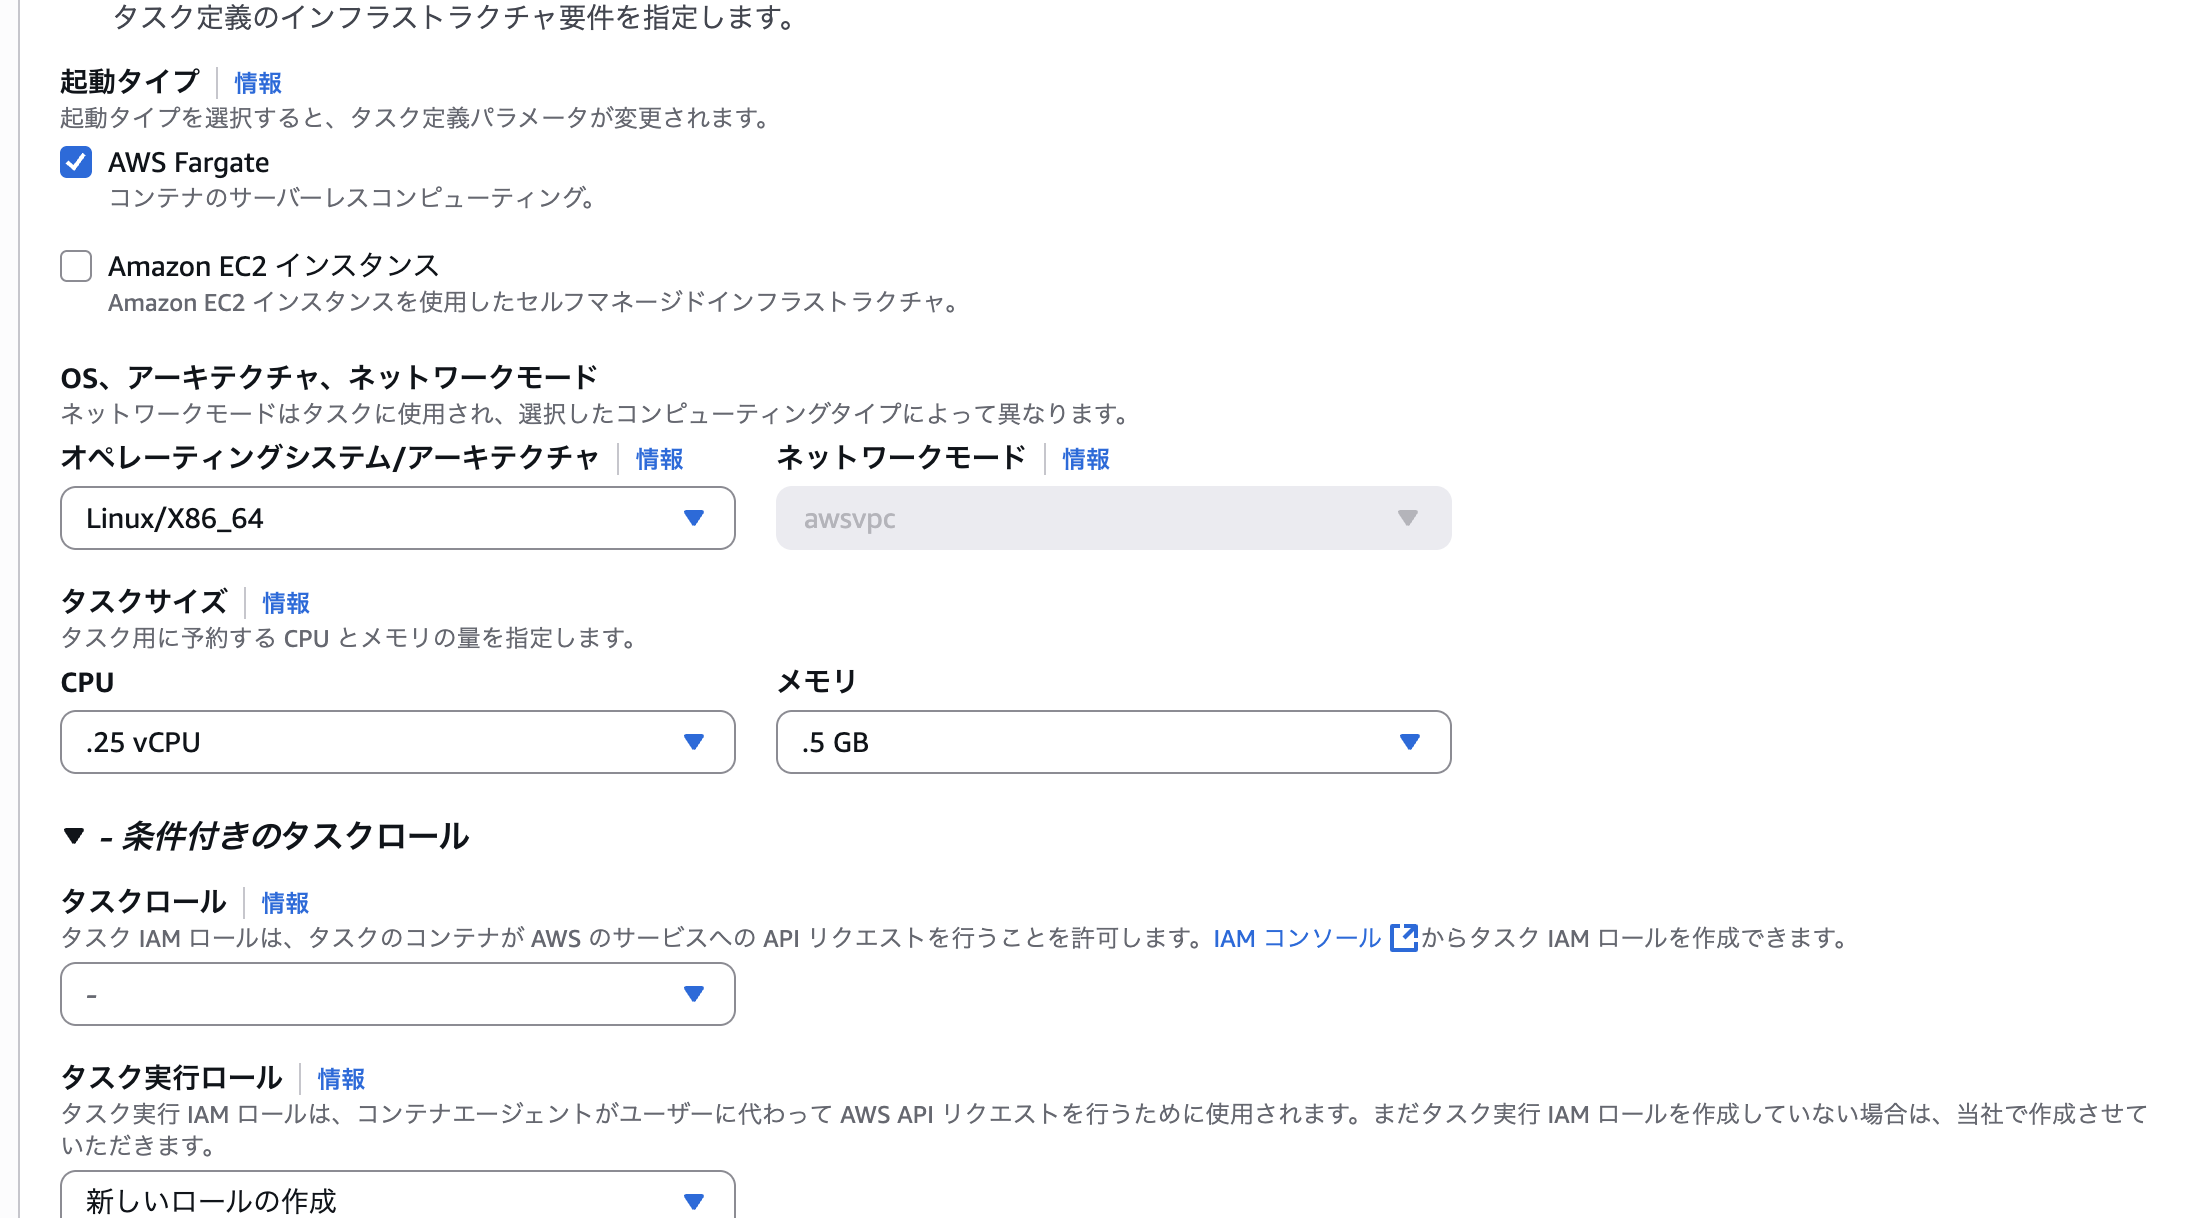 タスク定義のインフラストラクチャ要件を指定します。
起動タイプ 情報
起動タイプを選択すると、タスク定義パラメータが変更されます。
AWS Fargate
コンテナのサーバーレスコンピューティング。
Amazon EC2 インスタンス
Amazon EC2 インスタンスを使用したセルフマネージドインフラストラクチャ。
OS、アーキテクチャ、ネットワークモード
ネットワークモードはタスクに使用され、選択したコンピューティングタイプによって異なります。
オペレーティングシステム/アーキテクチャ 情報 ネットワークモード 情報
Linux/X86_64 awsvpc
タスクサイズ 情報
タスク用に予約する CPU とメモリの量を指定します。
CPU メモリ
.25 vCPU .5 GB
- 条件付きのタスクロール
タスクロール 情報
タスク IAM ロールは、タスクのコンテナが AWS のサービスへの API リクエストを行うことを許可します。IAM コンソール からタスク IAM ロールを作成できます。
-
タスク実行ロール 情報
タスク実行 IAM ロールは、コンテナエージェントがユーザーに代わって AWS API リクエストを行うために使用されます。まだタスク実行 IAM ロールを作成していない場合は、当社で作成させて
いただきます。
新しいロールの作成